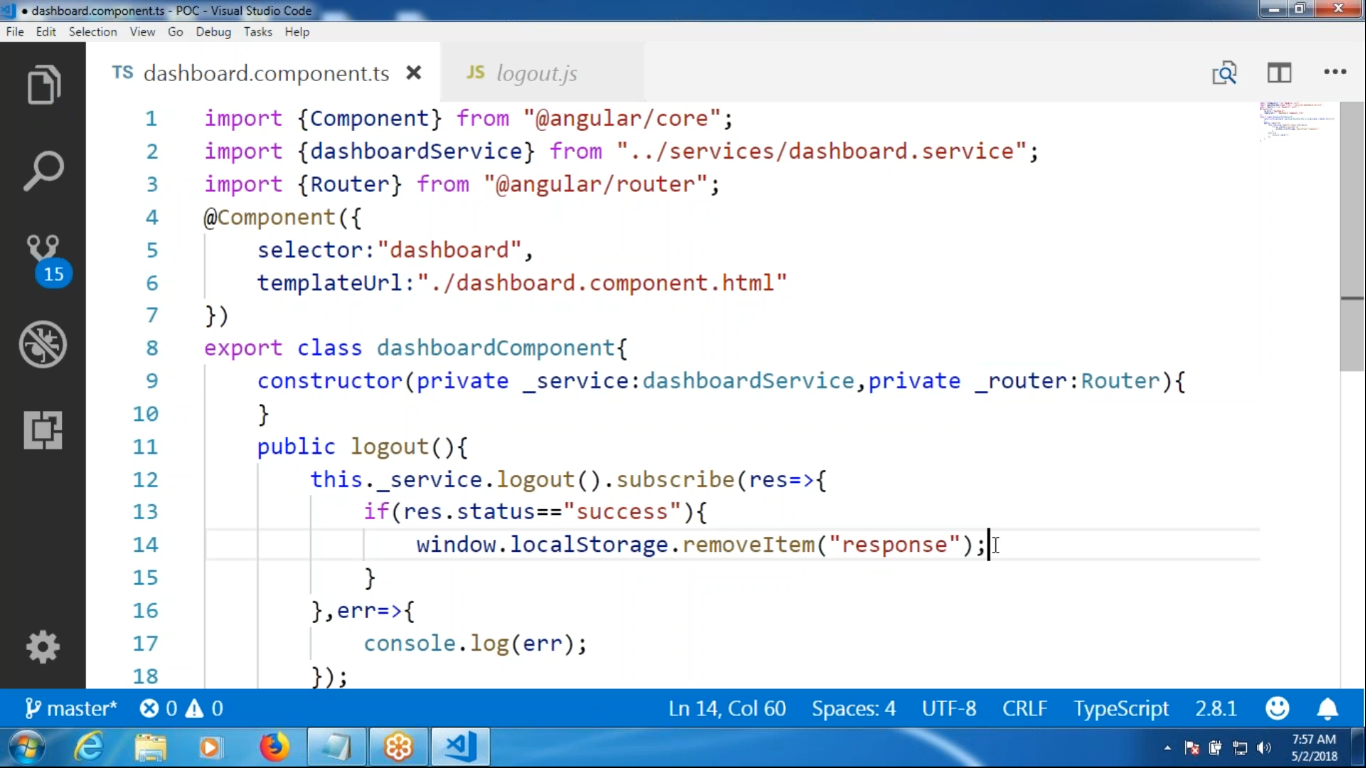 ● dashboard.component.ts - POC - Visual Studio Code
File Edit Selection View Go Debug Tasks Help
TS dashboard.component.ts × JS logout.js
1 import {Component} from "@angular/core";
2 import {dashboardService} from "../services/dashboard.service";
3 import {Router} from "@angular/router";
4 @Component({
5 selector:"dashboard",
6 templateUrl:"./dashboard.component.html"
7 })
8 export class dashboardComponent{
9 constructor(private _service:dashboardService,private _router:Router){
10 }
11 public logout(){
12 this._service.logout().subscribe(res=>{
13 if(res.status=="success"){
14 window.localStorage.removeItem("response");
15 }
16 },err=>{
17 console.log(err);
18 });
15
master* 0 0 Ln 14, Col 60 Spaces: 4 UTF-8 CRLF TypeScript 2.8.1
7:57 AM
5/2/2018